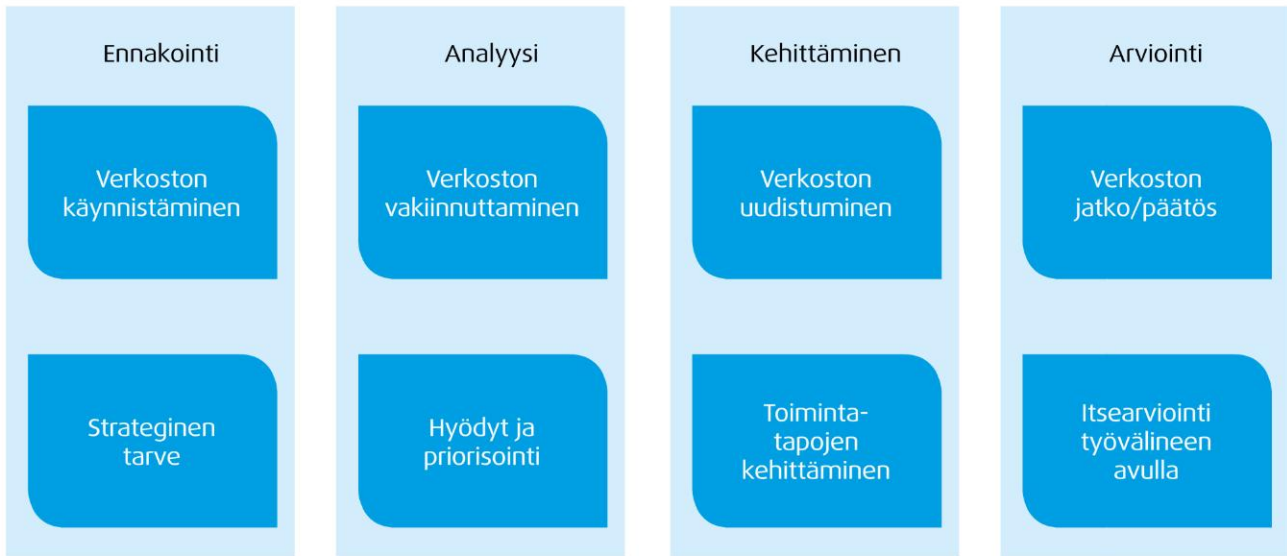 Ennakointi
Verkoston
käynnistäminen
Strateginen
tarve
Analyysi
Verkoston
vakiinnuttaminen
Hyödyt ja
priorisointi
Kehittäminen
Verkoston
uudistuminen
Toiminta-
tapojen
kehittäminen
Arviointi
Verkoston
jatko/päätös
Itsearviointi
työvälineen
avulla